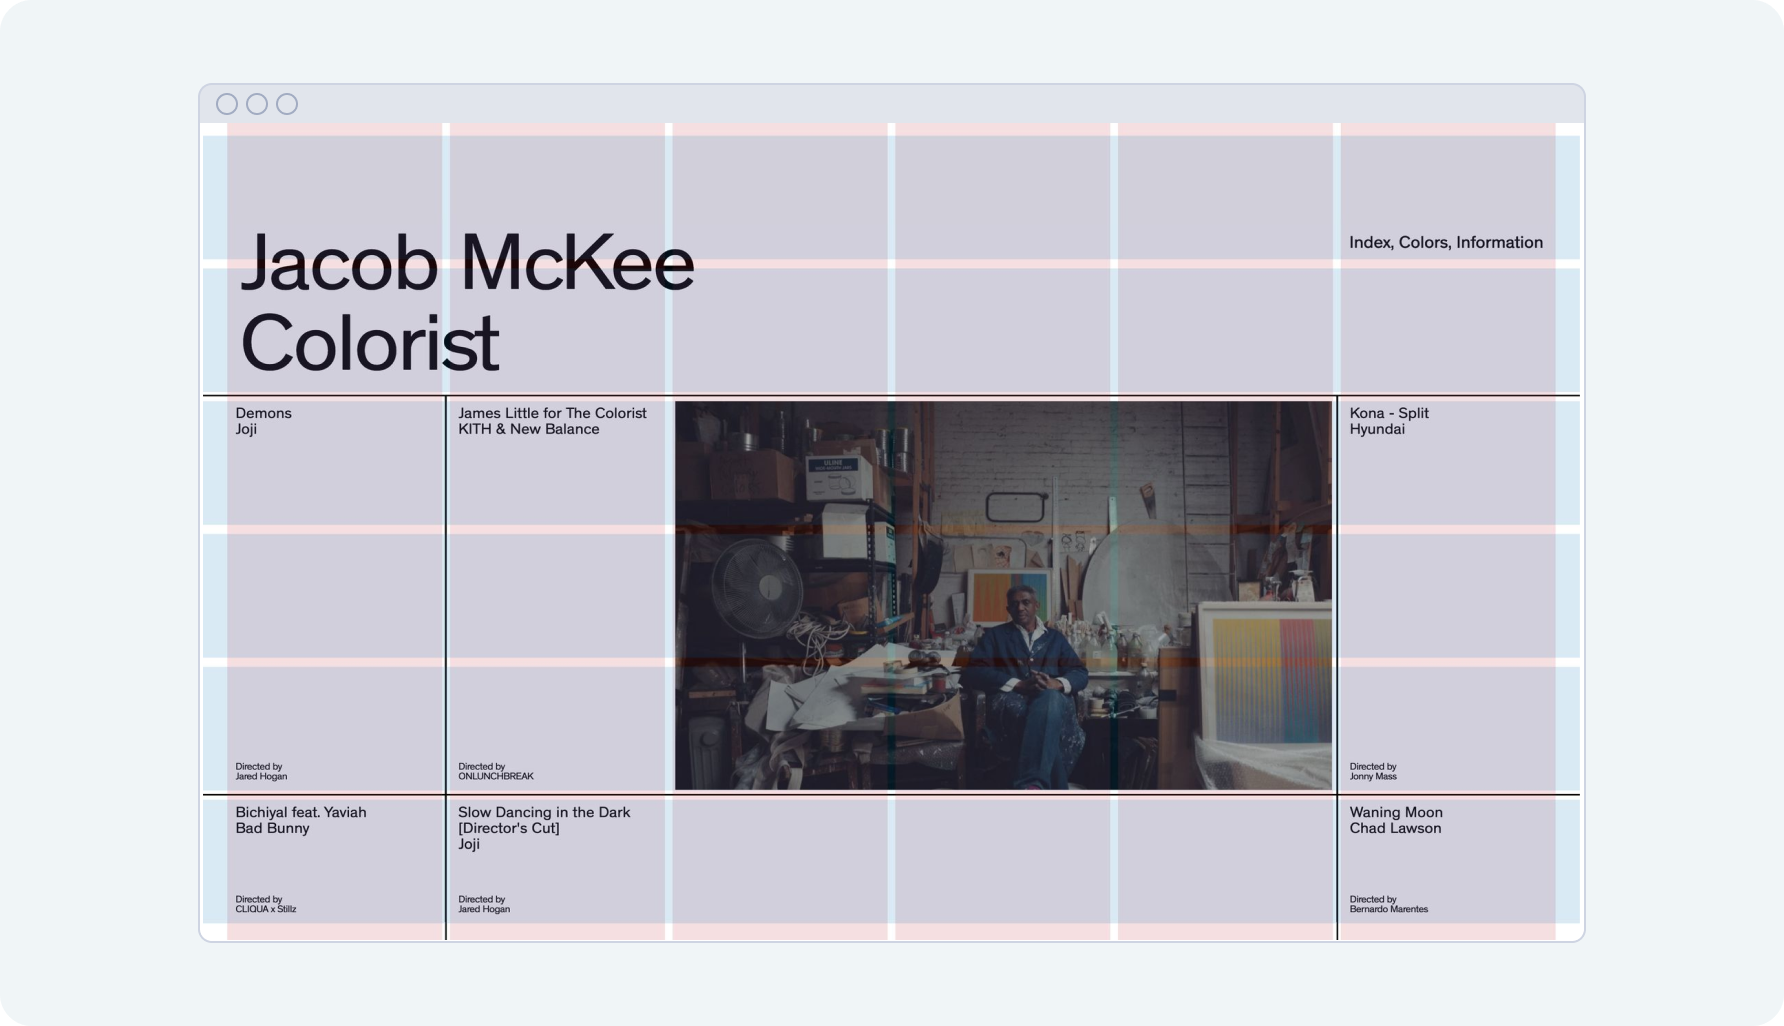 Jacob McKee
Colorist
Index, Colors, Information
Demons
Joji
Directed by
Jared Hogan
James Little for The Colorist
KITH & New Balance
Directed by
ONLUNCHBREAK
ULINE
Kona - Split
Hyundai
Directed by
Jonny Mass
Bichiyal feat. Yaviah
Bad Bunny
Directed by
CLIQUA x Stillz
Slow Dancing in the Dark
[Director's Cut]
Joji
Directed by
Jared Hogan
Waning Moon
Chad Lawson
Directed by
Bernardo Marentes